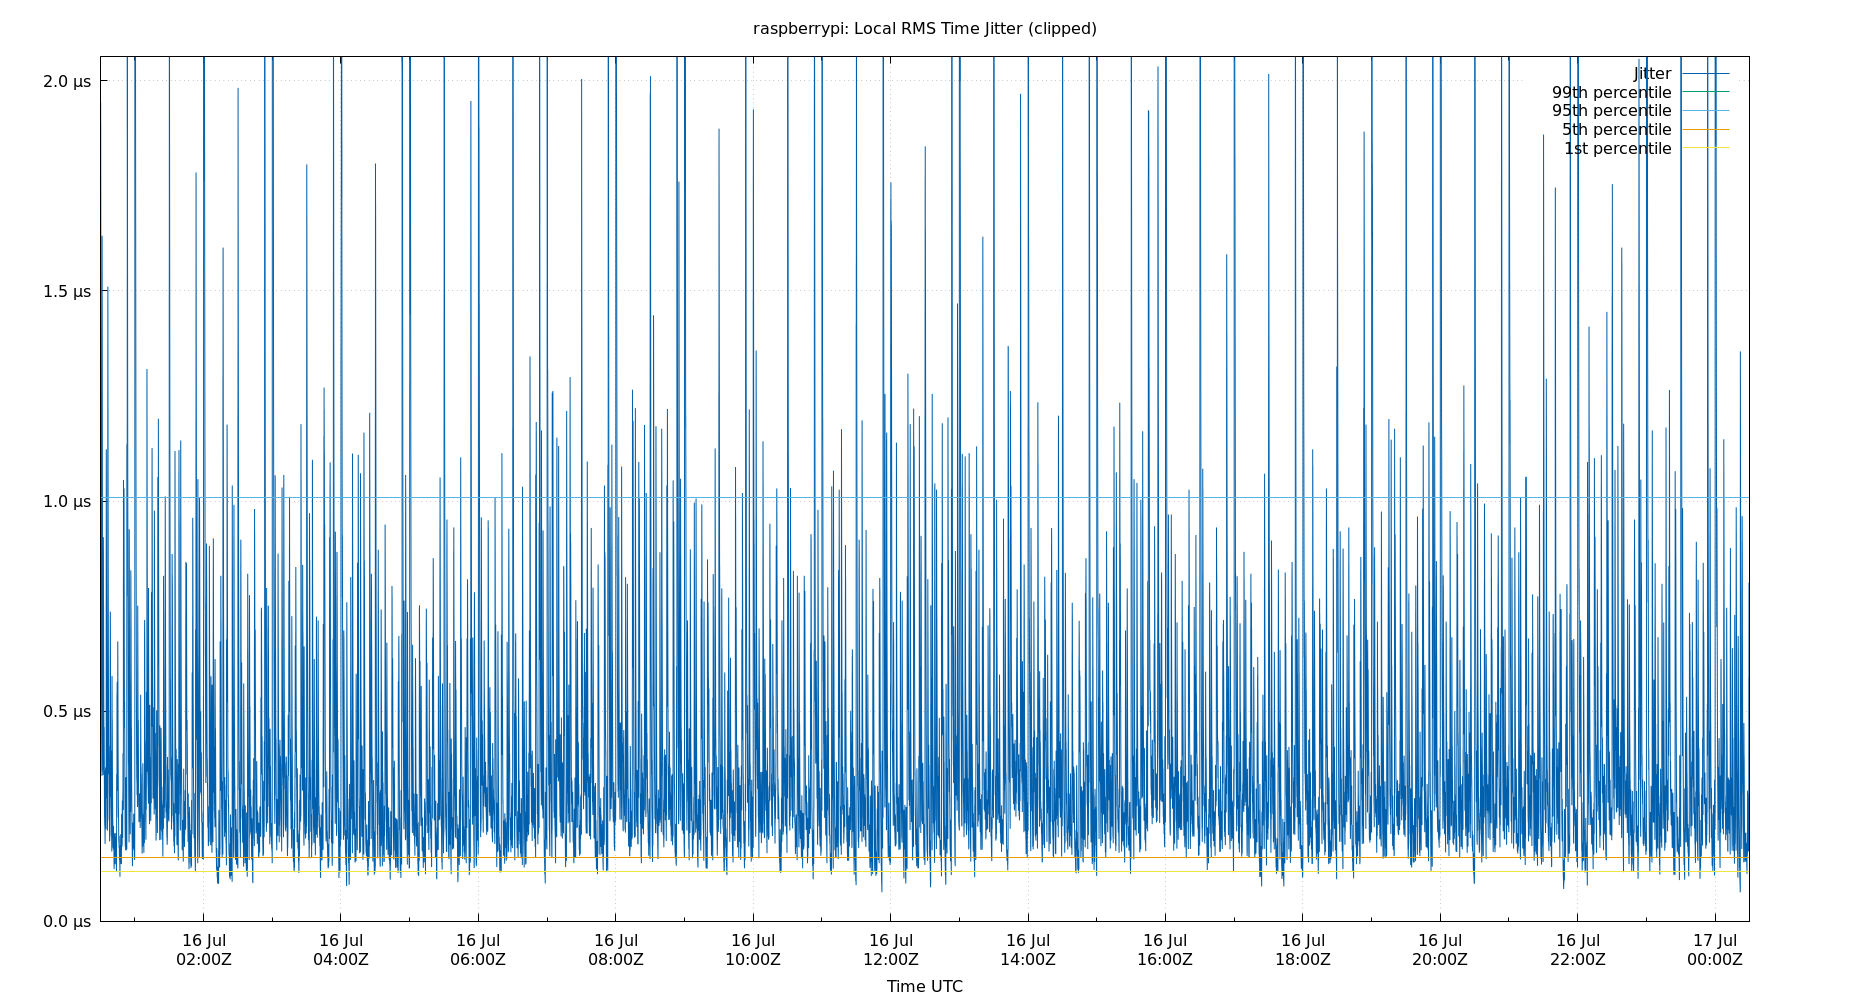 raspberrypi: Local RMS Time Jitter (clipped)
2.0 µs
1.5 µs
1.0 µs
0.5 µs
0.0 µs
Jitter
99th percentile
95th percentile
5th percentile
1st percentile
16 Jul 16 Jul 16 Jul 16 Jul 16 Jul 16 Jul 16 Jul 16 Jul 16 Jul 16 Jul 16 Jul 17 Jul
02:00Z 04:00Z 06:00Z 08:00Z 10:00Z 12:00Z 14:00Z 16:00Z 18:00Z 20:00Z 22:00Z 00:00Z
Time UTC